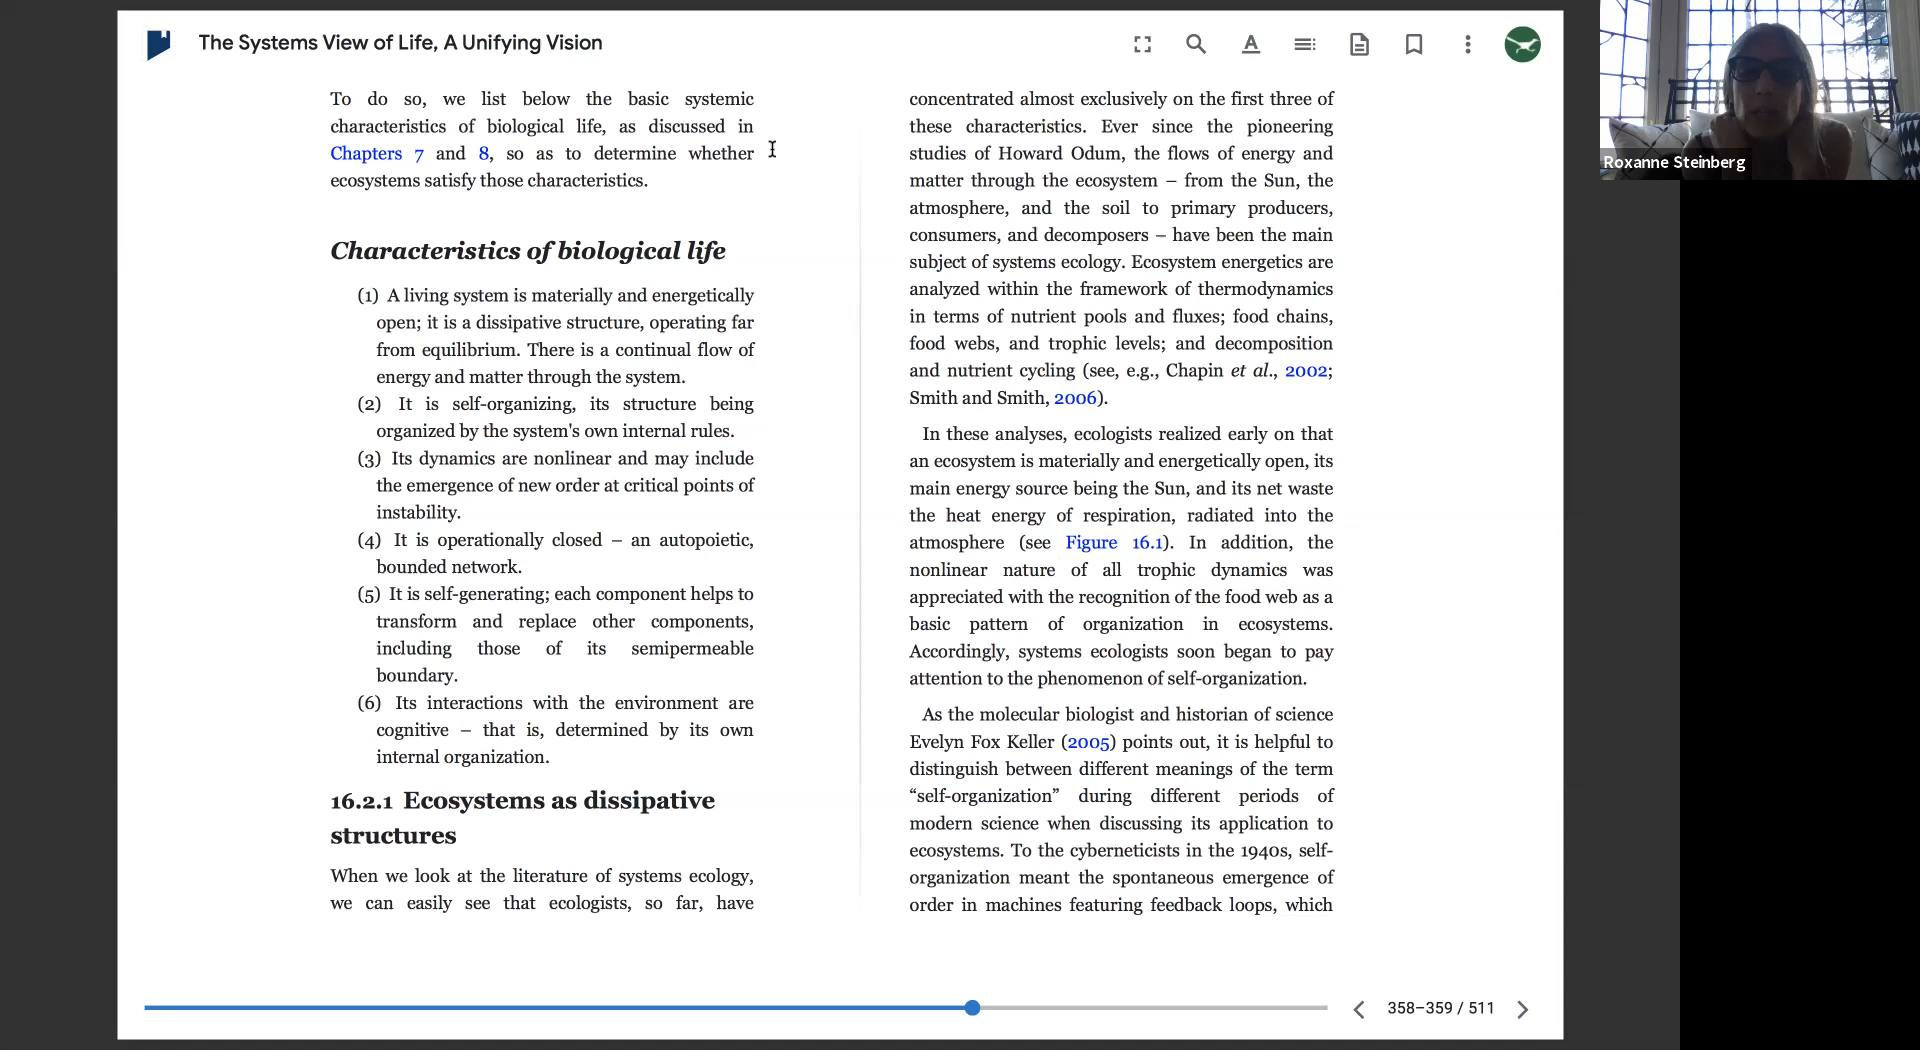 The Systems View of Life, A Unifying Vision
To do so, we list below the basic systemic
characteristics of biological life, as discussed in
Chapters 7 and 8, so as to determine whether
ecosystems satisfy those characteristics.
Characteristics of biological life
(1) A living system is materially and energetically
open; it is a dissipative structure, operating far
from equilibrium. There is a continual flow of
energy and matter through the system.
(2) It is self-organizing, its structure being
organized by the system's own internal rules.
(3) Its dynamics are nonlinear and may include
the emergence of new order at critical points of
instability.
(4) It is operationally closed – an autopoietic,
bounded network.
(5) It is self-generating; each component helps to
transform and replace other components,
including those of its semipermeable
boundary.
(6) Its interactions with the environment are
cognitive – that is, determined by its own
internal organization.
16.2.1 Ecosystems as dissipative
structures
When we look at the literature of systems ecology,
we can easily see that ecologists, so far, have
concentrated almost exclusively on the first three of
these characteristics. Ever since the pioneering
studies of Howard Odum, the flows of energy and
matter through the ecosystem – from the Sun, the
atmosphere, and the soil to primary producers,
consumers, and decomposers – have been the main
subject of systems ecology. Ecosystem energetics are
analyzed within the framework of thermodynamics
in terms of nutrient pools and fluxes; food chains,
food webs, and trophic levels; and decomposition
and nutrient cycling (see, e.g., Chapin et al., 2002;
Smith and Smith, 2006).
In these analyses, ecologists realized early on that
an ecosystem is materially and energetically open, its
main energy source being the Sun, and its net waste
the heat energy of respiration, radiated into the
atmosphere (see Figure 16.1). In addition, the
nonlinear nature of all trophic dynamics was
appreciated with the recognition of the food web as a
basic pattern of organization in ecosystems.
Accordingly, systems ecologists soon began to pay
attention to the phenomenon of self-organization.
As the molecular biologist and historian of science
Evelyn Fox Keller (2005) points out, it is helpful to
distinguish between different meanings of the term
“self-organization” during different periods of
modern science when discussing its application to
ecosystems. To the cyberneticists in the 1940s, self-
organization meant the spontaneous emergence of
order in machines featuring feedback loops, which
358–359 / 511
Roxanne Steinberg